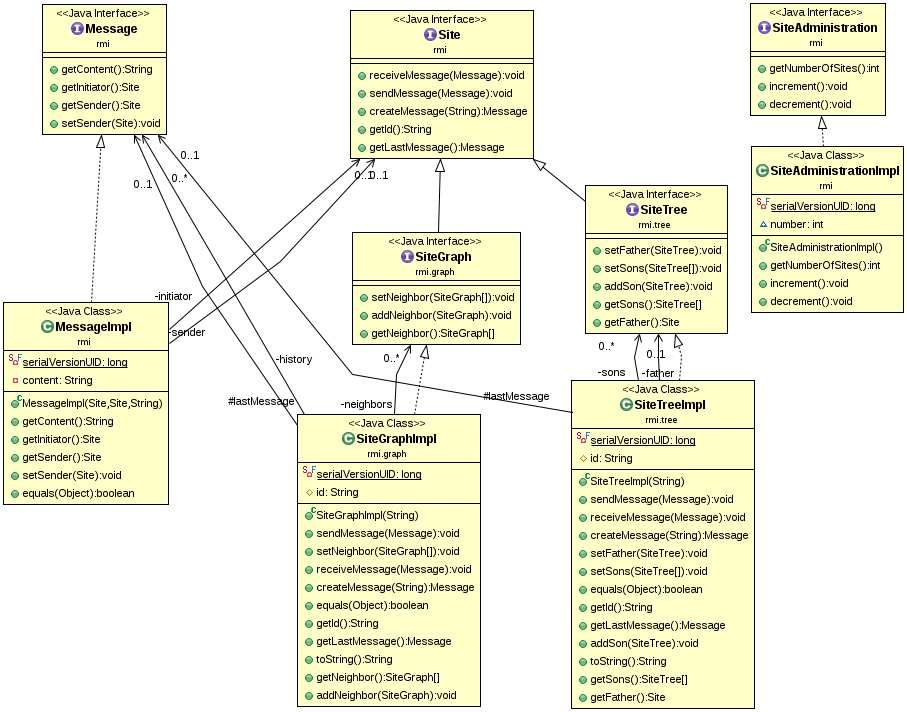 <<Java Interface>>
Message
rmi
getContent():String
getInitiator():Site
getSender():Site
setSender(Site):void
<<Java Interface>>
Site
rmi
receiveMessage(Message):void
sendMessage(Message):void
createMessage(String):Message
getId():String
getLastMessage():Message
<<Java Interface>>
SiteAdministration
rmi
getNumberOfSites():int
increment():void
decrement():void
<<Java Class>>
SiteAdministrationImpl
rmi
serialVersionUID: long
number: int
SiteAdministrationImpl()
getNumberOfSites():int
increment():void
decrement():void
<<Java Interface>>
SiteTree
rmi.tree
setFather(SiteTree):void
setSons(SiteTree[]):void
addSon(SiteTree):void
getSons():SiteTree[]
getFather():Site
<<Java Interface>>
SiteGraph
rmi.graph
setNeighbor(SiteGraph[]):void
addNeighbor(SiteGraph):void
getNeighbor():SiteGraph[]
0..1
0..*
0..1
0..1
0..1
-initiator
-sender
-history
#lastMessage
#lastMessage
0..*
-neighbors
0..*
-sons
0..1
-father
<<Java Class>>
MessageImpl
rmi
serialVersionUID: long
content: String
MessageImpl(Site,Site,String)
getContent():String
getInitiator():Site
getSender():Site
setSender(Site):void
equals(Object):boolean
<<Java Class>>
SiteGraphImpl
rmi.graph
serialVersionUID: long
id: String
SiteGraphImpl(String)
sendMessage(Message):void
setNeighbor(SiteGraph[]):void
receiveMessage(Message):void
createMessage(String):Message
equals(Object):boolean
getId():String
getLastMessage():Message
toString():String
getNeighbor():SiteGraph[]
addNeighbor(SiteGraph):void
<<Java Class>>
SiteTreeImpl
rmi.tree
serialVersionUID: long
id: String
SiteTreeImpl(String)
sendMessage(Message):void
receiveMessage(Message):void
createMessage(String):Message
setFather(SiteTree):void
setSons(SiteTree[]):void
equals(Object):boolean
getId():String
getLastMessage():Message
addSon(SiteTree):void
toString():String
getSons():SiteTree[]
getFather():Site